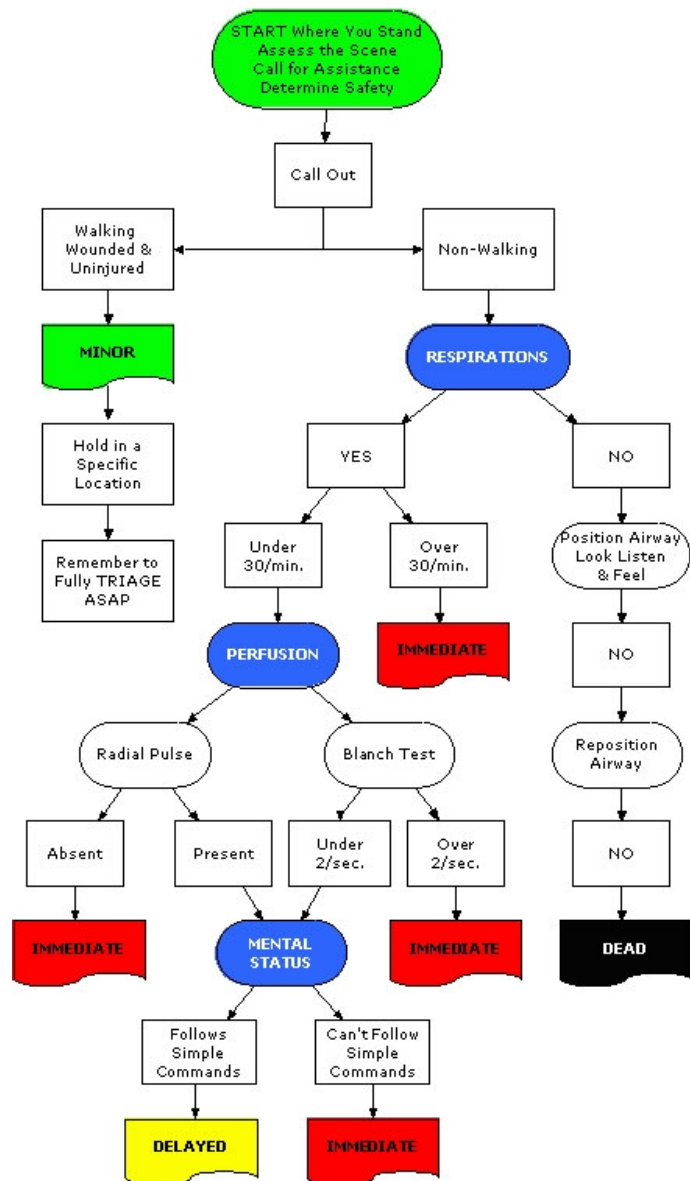 START Where You Stand
Assess the Scene
Call for Assistance
Determine Safety
Call Out
Walking
Wounded &
Uninjured
Non-Walking
MINOR
RESPIRATIONS
Hold in a
Specific
Location
YES
NO
Remember to
Fully TRIAGE
ASAP
Under
30/min.
Over
30/min.
Position Airway
Look Listen
& Feel
PERFUSION
IMMEDIATE
NO
Radial Pulse
Blanch Test
Reposition
Airway
Absent
Present
Under
2/sec.
Over
2/sec.
NO
IMMEDIATE
MENTAL
STATUS
IMMEDIATE
DEAD
Follows
Simple
Commands
Can't Follow
Simple
Commands
DELAYED
IMMEDIATE